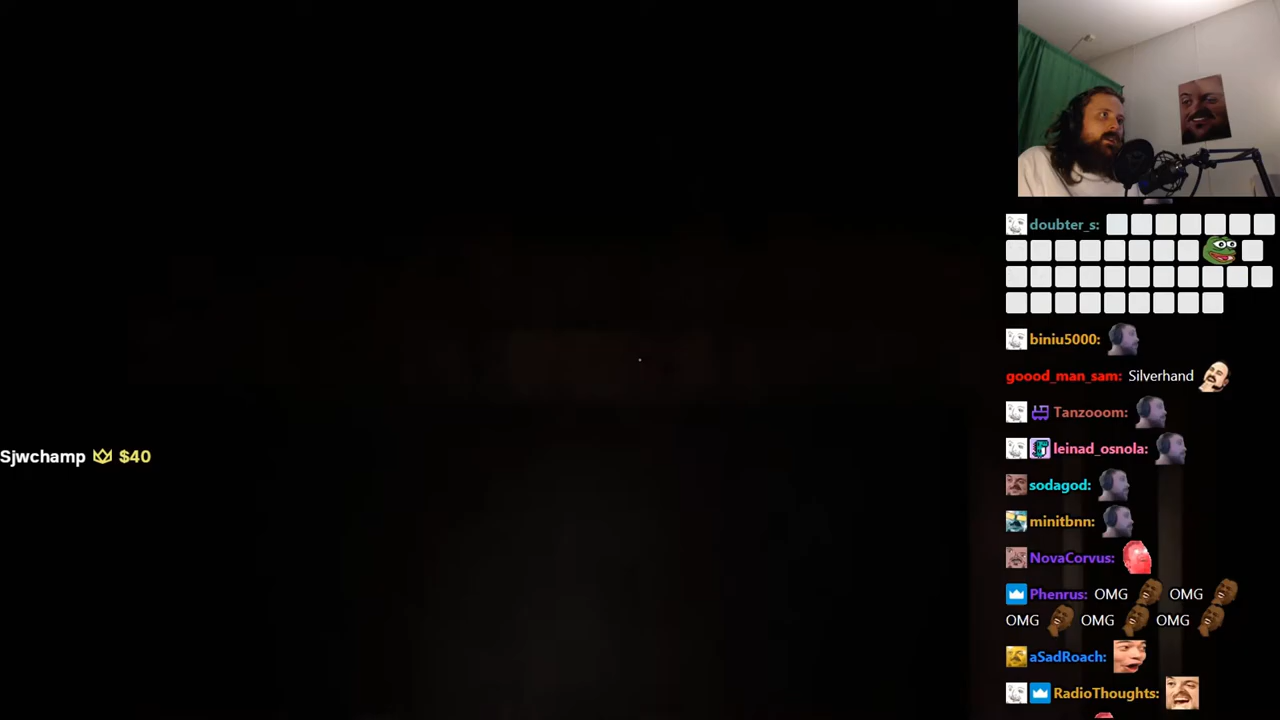 doubter_s:
biniu5000:
goood_man_sam: Silverhand
Tanzooom:
leinad_osnola:
Sjwchamp $40
sodagod:
minitbnn:
NovaCorvus:
Phenrus: OMG OMG
OMG OMG OMG
aSadRoach:
RadioThoughts: